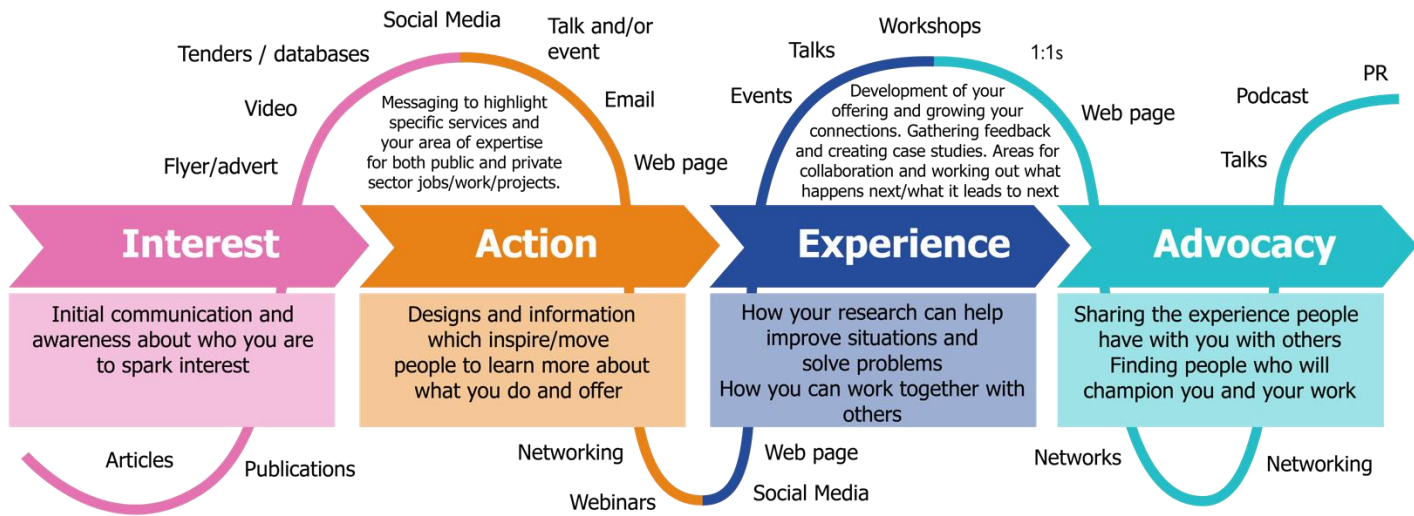 Social Media
Tenders / databases
Video
Flyer/advert
Talk and/or
event
Email
Web page
Messaging to highlight
specific services and
your area of expertise
for both public and private
sector jobs/work/projects.
Workshops
Talks
Events
1:1s
Web page
Development of your
offering and growing your
connections. Gathering feedback
and creating case studies. Areas for
collaboration and working out what
happens next/what it leads to next
PR
Podcast
Talks
Interest
Action
Experience
Advocacy
Initial communication and
awareness about who you are
to spark interest
Designs and information
which inspire/move
people to learn more about
what you do and offer
How your research can help
improve situations and
solve problems
How you can work together with
others
Sharing the experience people
have with you with others
Finding people who will
champion you and your work
Articles
Publications
Networking
Webinars
Web page
Social Media
Networks
Networking